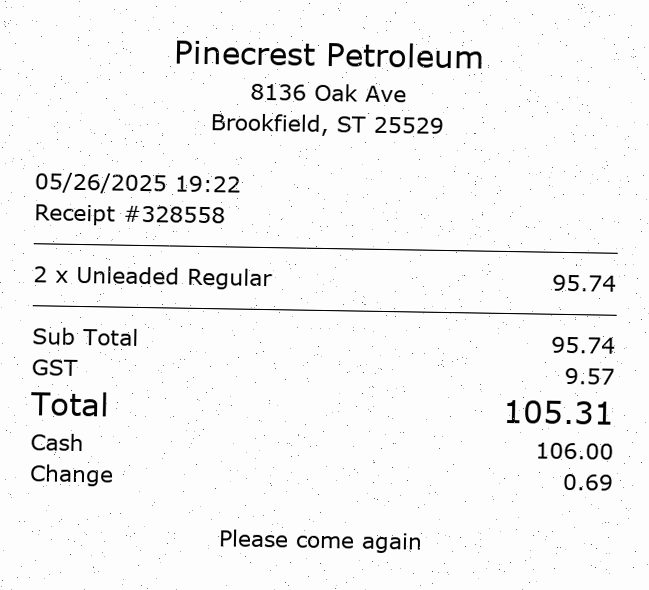 Pinecrest Petroleum
8136 Oak Ave
Brookfield, ST 25529
05/26/2025 19:22
Receipt #328558
2 x Unleaded Regular 95.74
Sub Total 95.74
GST 9.57
Total 105.31
Cash 106.00
Change 0.69
Please come again